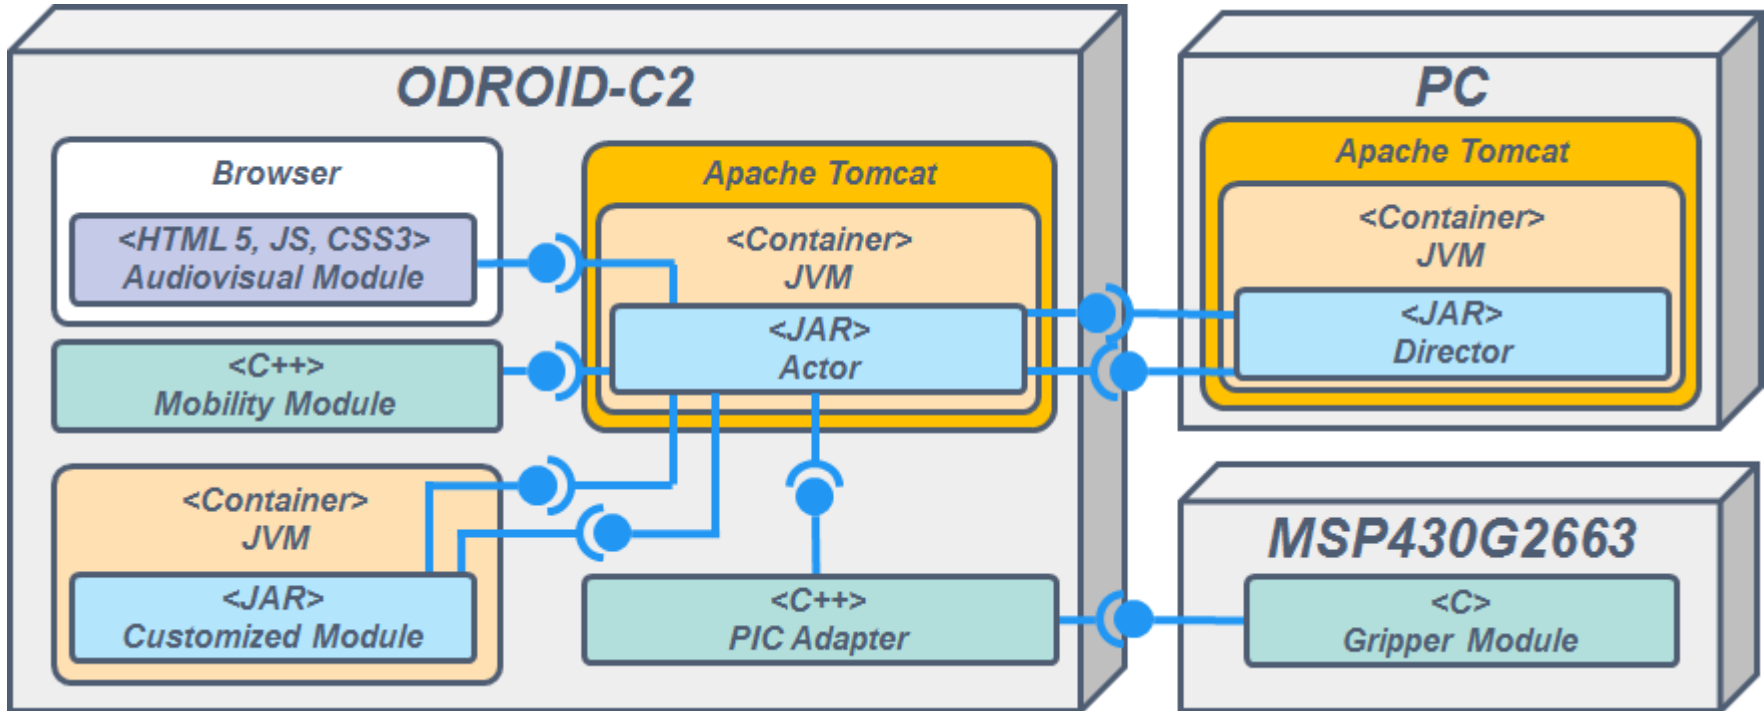 ODROID-C2
Browser
<HTML 5, JS, CSS3>
Audiovisual Module
<C++>
Mobility Module
<Container>
JVM
<JAR>
Customized Module
Apache Tomcat
<Container>
JVM
<JAR>
Actor
<C++>
PIC Adapter
PC
Apache Tomcat
<Container>
JVM
<JAR>
Director
MSP430G2663
<C>
Gripper Module